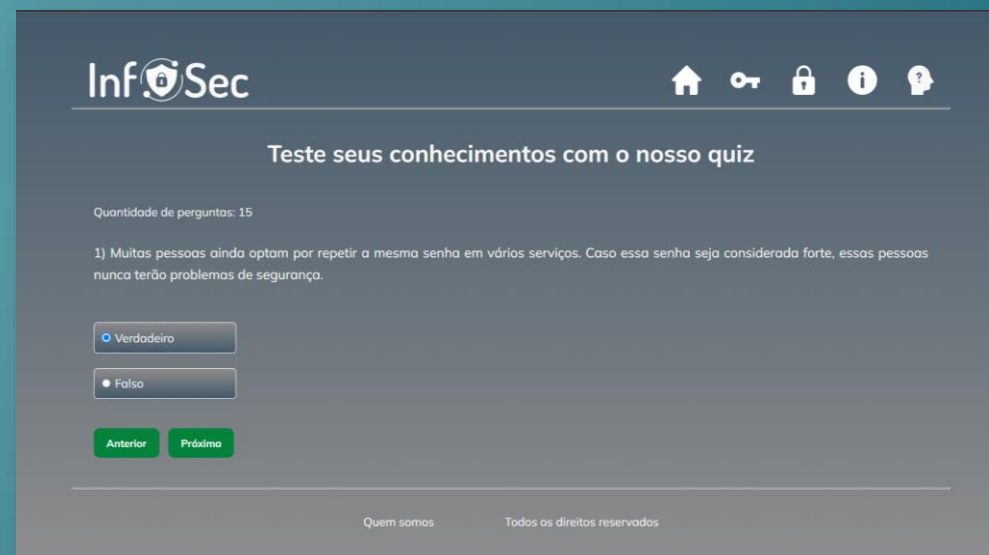 InfoSec
Teste seus conhecimentos com o nosso quiz
Quantidade de perguntas: 15
1) Muitas pessoas ainda optam por repetir a mesma senha em vários serviços. Caso essa senha seja considerada forte, essas pessoas
nunca terão problemas de segurança.
Verdadeiro
Falso
Anterior Próxima
Quem somos Todos os direitos reservados